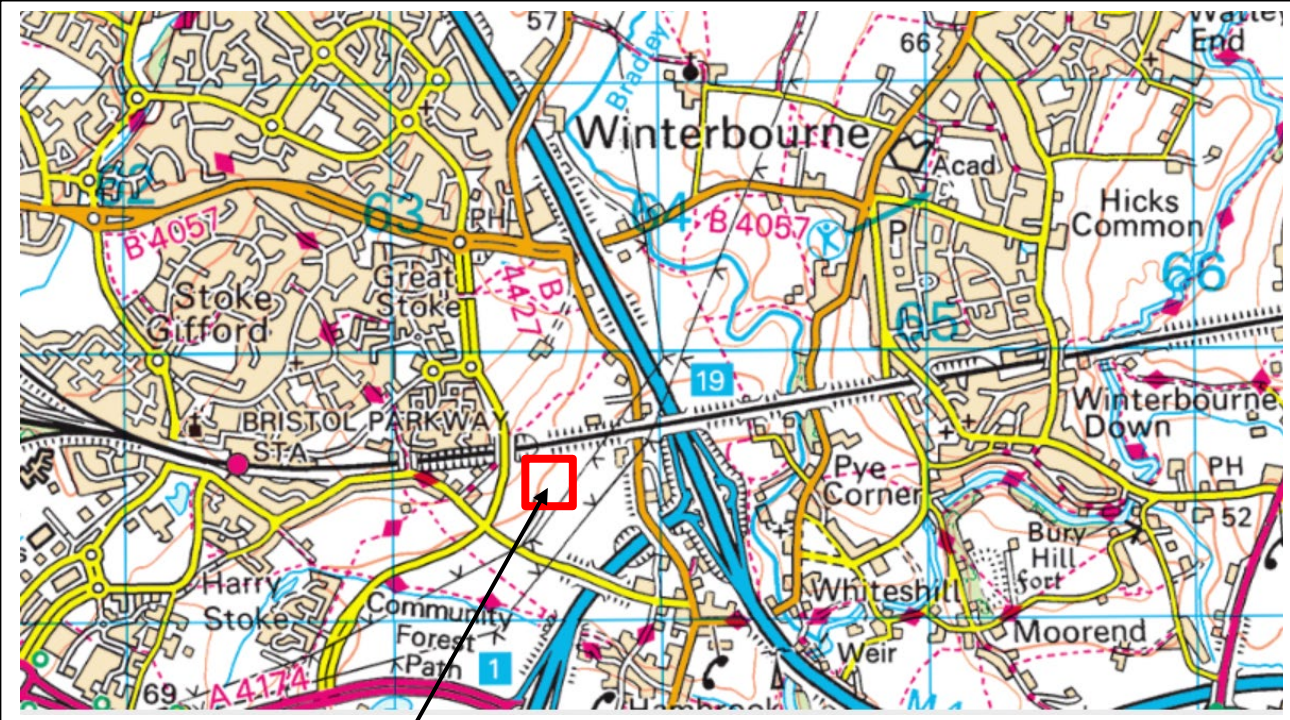 57
66
Bradley
End
Winterbourne
Acad
62
63
64
PH
B 4057
B 4057
P
Hicks
Common
66
Great
Stoke
B
4427
Stoke
Gifford
65
19
BRISTOL PARKWAY
STA
Winterbourne
Down
Pye
Corner
PH
52
Bury
Hill
fort
Harry
Stoke
Community
Forest
Path
Whiteshill
Moorend
Weir
1
69
A 4174